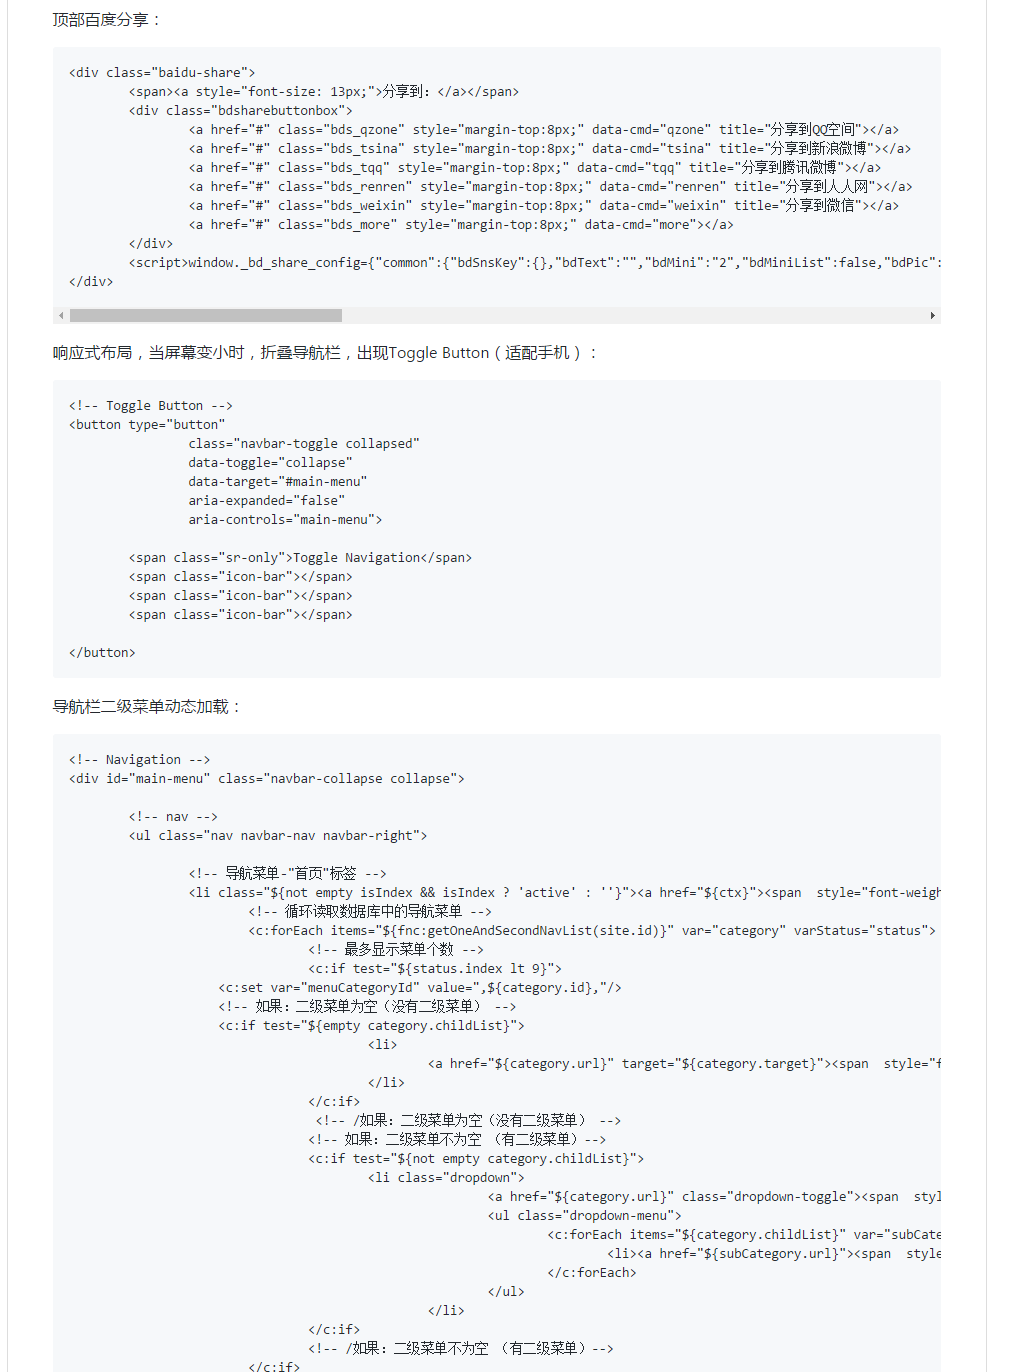 顶部百度分享：
<div class="baidu-share">
<span><a style="font-size: 13px;">分享到：</a></span>
<div class="bdsharebuttonbox">
<a href="#" class="bds_qzone" style="margin-top:8px;" data-cmd="qzone" title="分享到QQ空间"></a>
<a href="#" class="bds_tsina" style="margin-top:8px;" data-cmd="tsina" title="分享到新浪微博"></a>
<a href="#" class="bds_tqq" style="margin-top:8px;" data-cmd="tqq" title="分享到腾讯微博"></a>
<a href="#" class="bds_renren" style="margin-top:8px;" data-cmd="renren" title="分享到人人网"></a>
<a href="#" class="bds_weixin" style="margin-top:8px;" data-cmd="weixin" title="分享到微信"></a>
<a href="#" class="bds_more" style="margin-top:8px;" data-cmd="more"></a>
</div>
<script>window._bd_share_config={"common":{"bdSnsKey":{},"bdText":"","bdMini":"2","bdMiniList":false,"bdPic":
</div>
响应式布局，当屏幕变小时，折叠导航栏，出现Toggle Button（适配手机）：
<!-- Toggle Button -->
<button type="button"
class="navbar-toggle collapsed"
data-toggle="collapse"
data-target="#main-menu"
aria-expanded="false"
aria-controls="main-menu">
<span class="sr-only">Toggle Navigation</span>
<span class="icon-bar"></span>
<span class="icon-bar"></span>
<span class="icon-bar"></span>
</button>
导航栏二级菜单动态加载：
<!-- Navigation -->
<div id="main-menu" class="navbar-collapse collapse">
<!-- nav -->
<ul class="nav navbar-nav navbar-right">
<!-- 导航菜单-"首页"标签 -->
<li class="${not empty isIndex && isIndex ? 'active' : ''}"><a href="${ctx}"><span  style="font-weigh
<!-- 循环读取数据库中的导航菜单 -->
<c:forEach items="${fnc:getOneAndSecondNavList(site.id)}" var="category" varStatus="status">
<!-- 最多显示菜单个数 -->
<c:if test="${status.index lt 9}">
<c:set var="menuCategoryId" value=",${category.id},"/>
<!-- 如果：二级菜单为空（没有二级菜单） -->
<c:if test="${empty category.childList}">
<li>
<a href="${category.url}" target="${category.target}"><span  style="f
</li>
</c:if>
<!-- /如果：二级菜单为空（没有二级菜单） -->
<!-- 如果：二级菜单不为空 （有二级菜单）-->
<c:if test="${not empty category.childList}">
<li class="dropdown">
<a href="${category.url}" class="dropdown-toggle"><span  styl
<ul class="dropdown-menu">
<c:forEach items="${category.childList}" var="subCate
<li><a href="${subCategory.url}"><span  style
</c:forEach>
</ul>
</li>
</c:if>
<!-- /如果：二级菜单不为空 （有二级菜单）-->
</c:if>